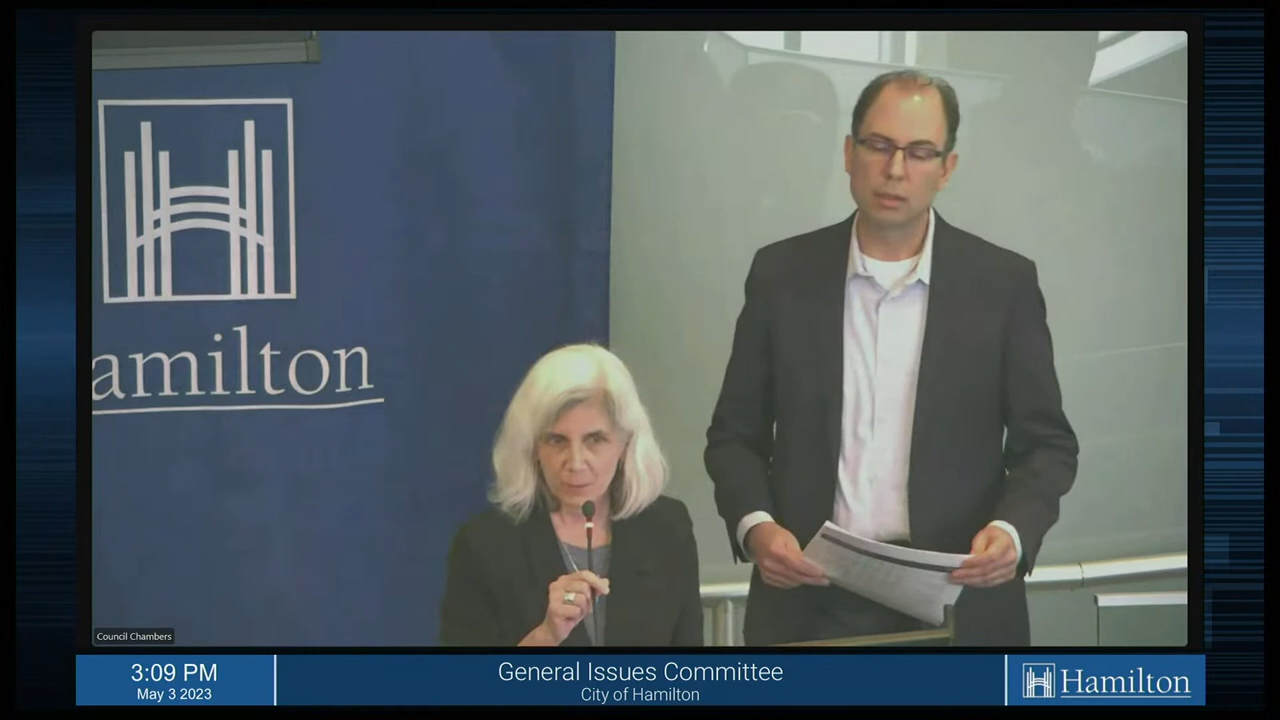 amilton
Council Chambers
3:09 PM
May 3 2023
General Issues Committee
City of Hamilton
Hamilton